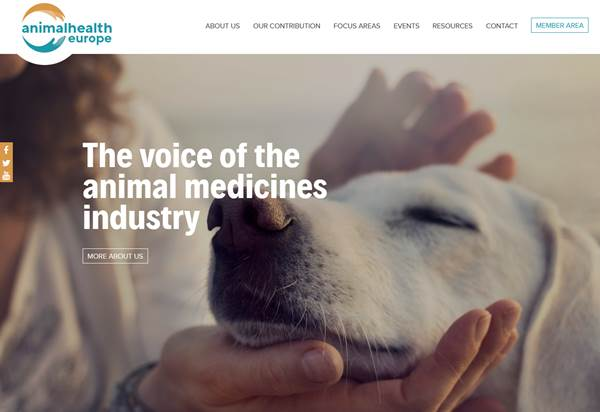 animalhealth
europe
ABOUT US OUR CONTRIBUTION FOCUS AREAS EVENTS RESOURCES CONTACT MEMBER AREA
The voice of the
animal medicines
industry
MORE ABOUT US